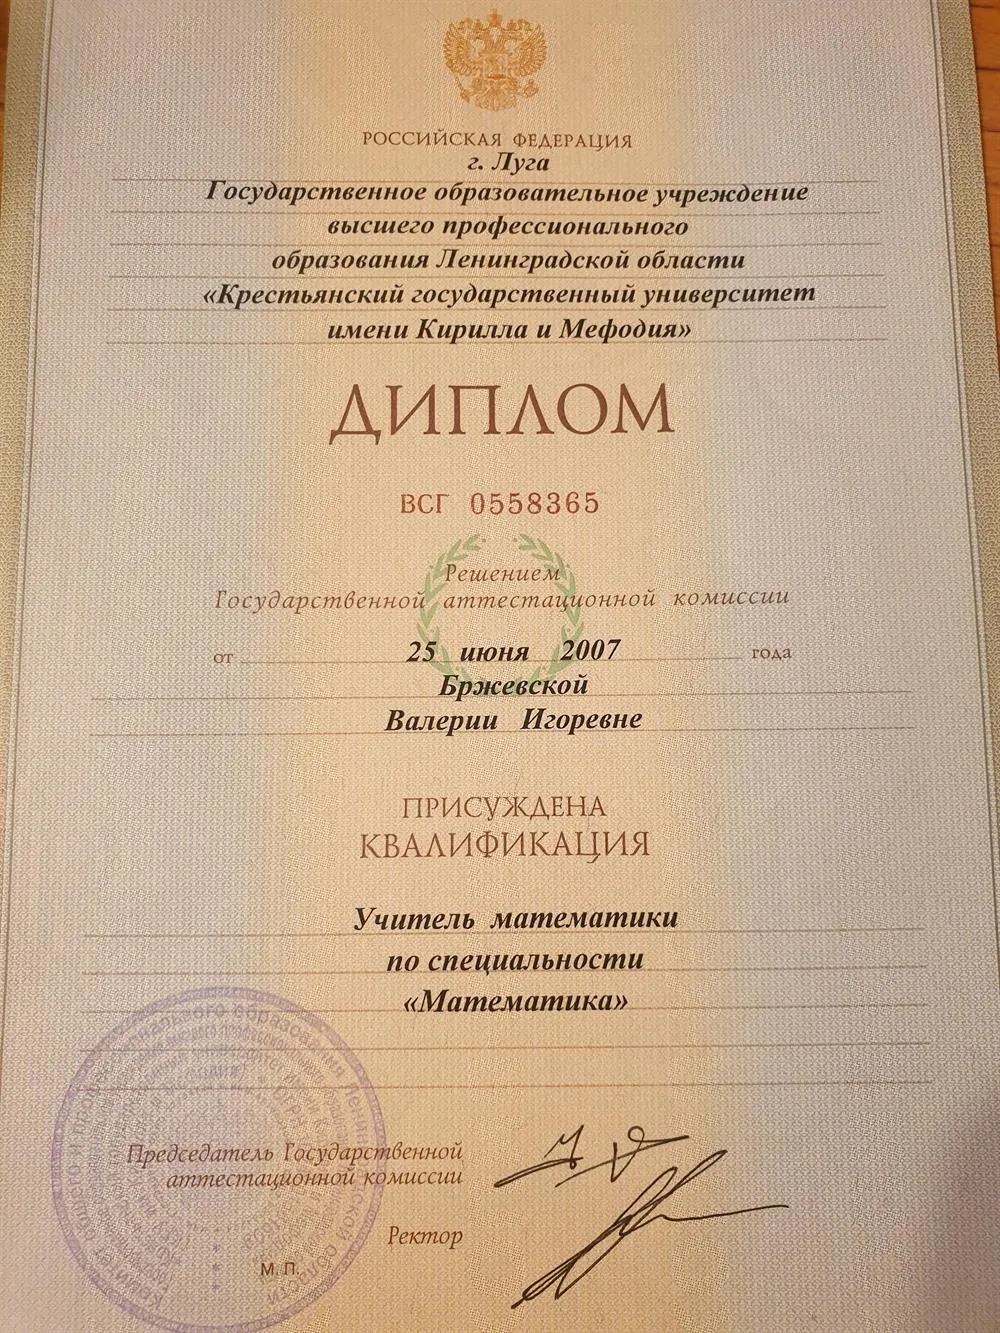 РОССИЙСКАЯ ФЕДЕРАЦИЯ
г. Луга
Государственное образовательное учреждение
высшего профессионального
образования Ленинградской области
«Крестьянский государственный университет
имени Кирилла и Мефодия»
ДИПЛОМ
ВСГ 0558365
Решением
Государственной аттестационной комиссии
от 25 июня 2007 года
Бржевской
Валерии Игоревне
ПРИСУЖДЕНА
КВАЛИФИКАЦИЯ
Учитель математики
по специальности
«Математика»
Председатель Государственной
аттестационной комиссии
Ректор
М. П.